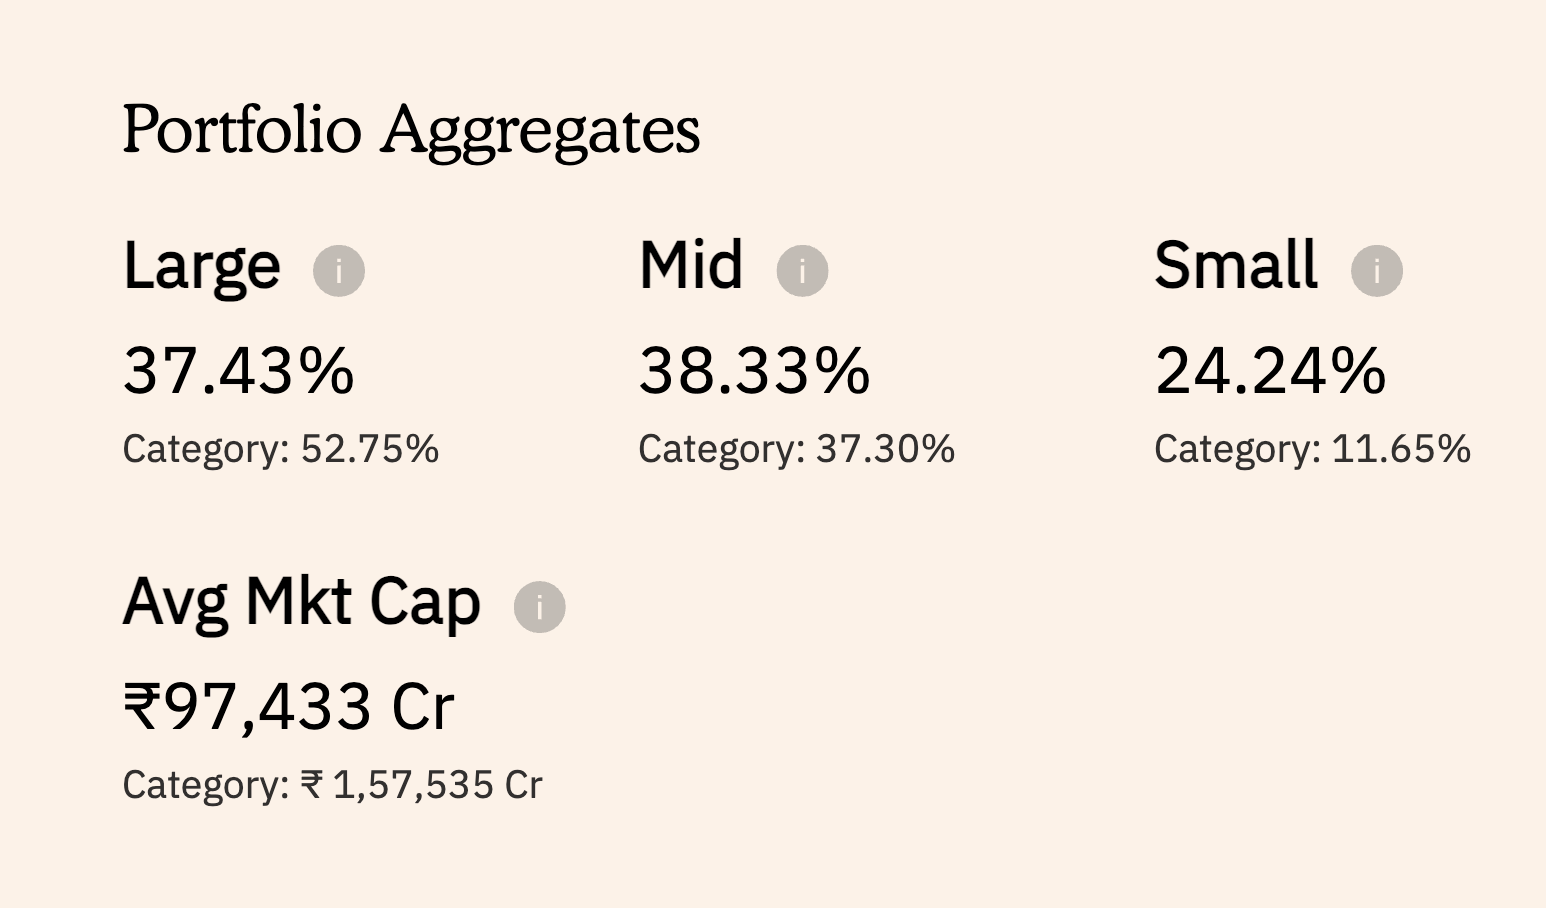 Portfolio Aggregates
Large i
Mid i
Small i
37.43%
38.33%
24.24%
Category: 52.75%
Category: 37.30%
Category: 11.65%
Avg Mkt Cap i
₹97,433 Cr
Category: ₹ 1,57,535 Cr